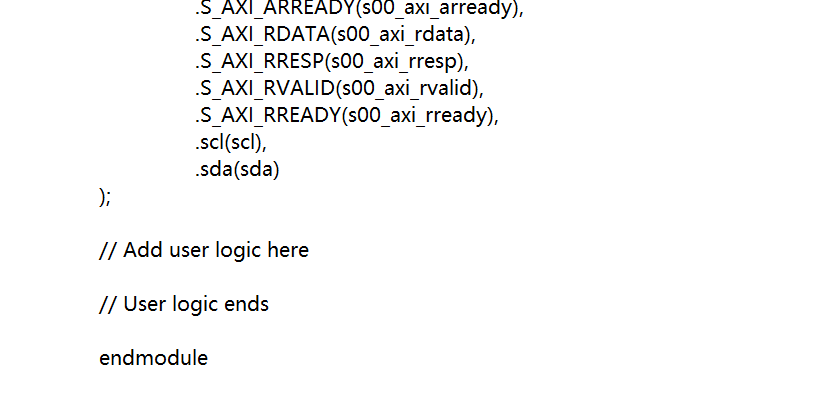 .S_AXI_ARREADY(s00_axi_arready),
.S_AXI_RDATA(s00_axi_rdata),
.S_AXI_RRESP(s00_axi_rresp),
.S_AXI_RVALID(s00_axi_rvalid),
.S_AXI_RREADY(s00_axi_rready),
.scl(scl),
.sda(sda)
);
// Add user logic here
// User logic ends
endmodule